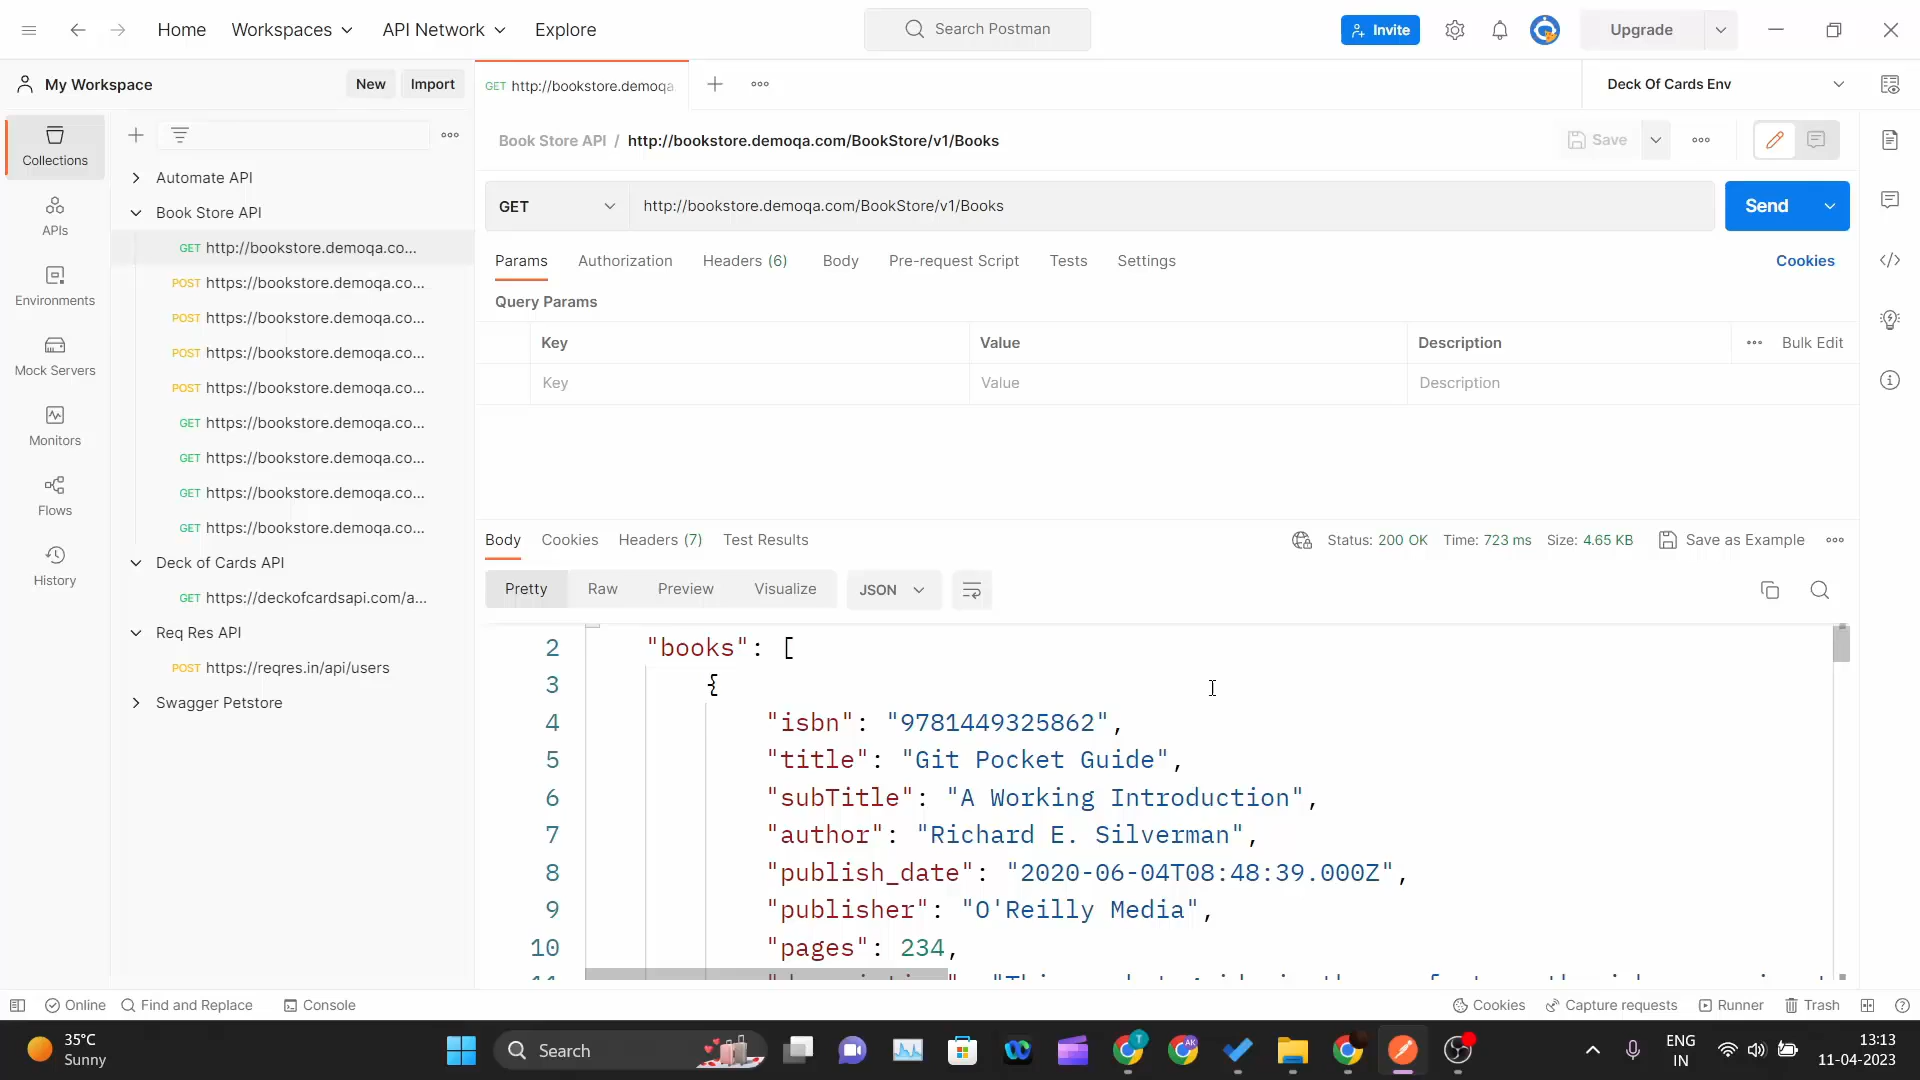 Home
Workspaces
API Network
Explore
Search Postman
Invite
Upgrade
My Workspace
New
Import
GET http://bookstore.demoqa.
Deck Of Cards Env
Collections
APIs
Environments
Mock Servers
Monitors
Flows
History
Automate API
Book Store API
GET http://bookstore.demoqa.co...
POST https://bookstore.demoqa.co...
POST https://bookstore.demoqa.co...
POST https://bookstore.demoqa.co...
POST https://bookstore.demoqa.co...
GET https://bookstore.demoqa.co...
GET https://bookstore.demoqa.co...
GET https://bookstore.demoqa.co...
GET https://bookstore.demoqa.co...
Deck of Cards API
GET https://deckofcardsapi.com/a...
Req Res API
POST https://reqres.in/api/users
Swagger Petstore
Book Store API / http://bookstore.demoqa.com/BookStore/v1/Books
Save
GET
http://bookstore.demoqa.com/BookStore/v1/Books
Send
Params
Authorization
Headers (6)
Body
Pre-request Script
Tests
Settings
Cookies
Query Params
Key
Value
Description
Bulk Edit
Key
Value
Description
Body
Cookies
Headers (7)
Test Results
Status: 200 OK
Time: 723 ms
Size: 4.65 KB
Save as Example
Pretty
Raw
Preview
Visualize
JSON
2 "books": [
3 {
4 "isbn": "9781449325862",
5 "title": "Git Pocket Guide",
6 "subTitle": "A Working Introduction",
7 "author": "Richard E. Silverman",
8 "publish_date": "2020-06-04T08:48:39.000Z",
9 "publisher": "O'Reilly Media",
10 "pages": 234,
Online
Find and Replace
Console
Cookies
Capture requests
Runner
Trash
35°C
Sunny
Search
T
AK
ENG
IN
13:13
11-04-2023